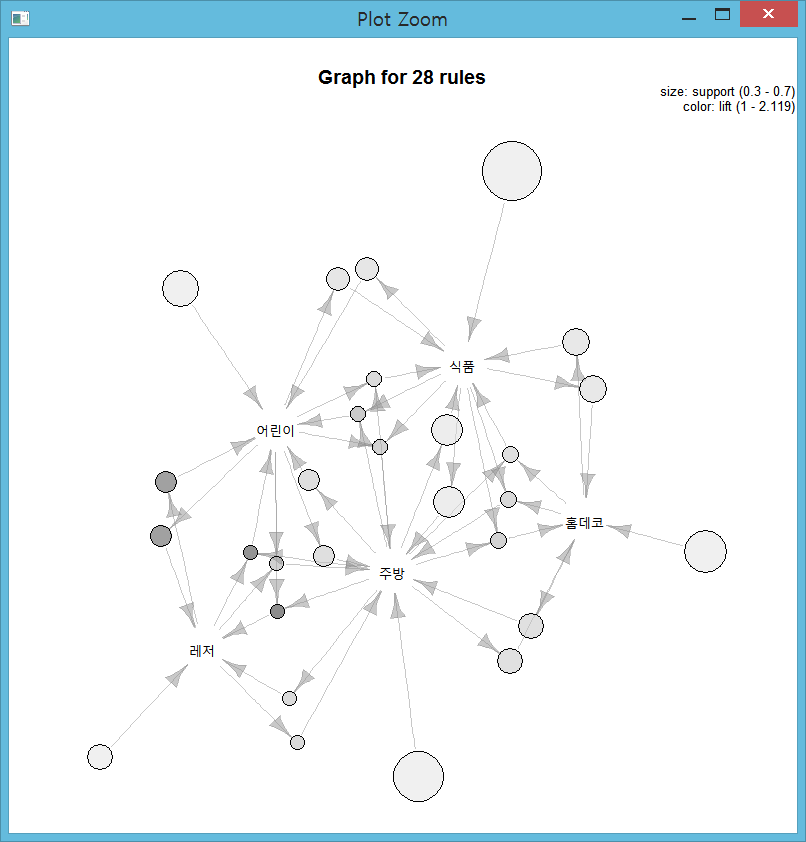 Plot Zoom
Graph for 28 rules
size: support (0.3 - 0.7)
color: lift (1 - 2.119)
식품
어린이
홈데코
주방
레저